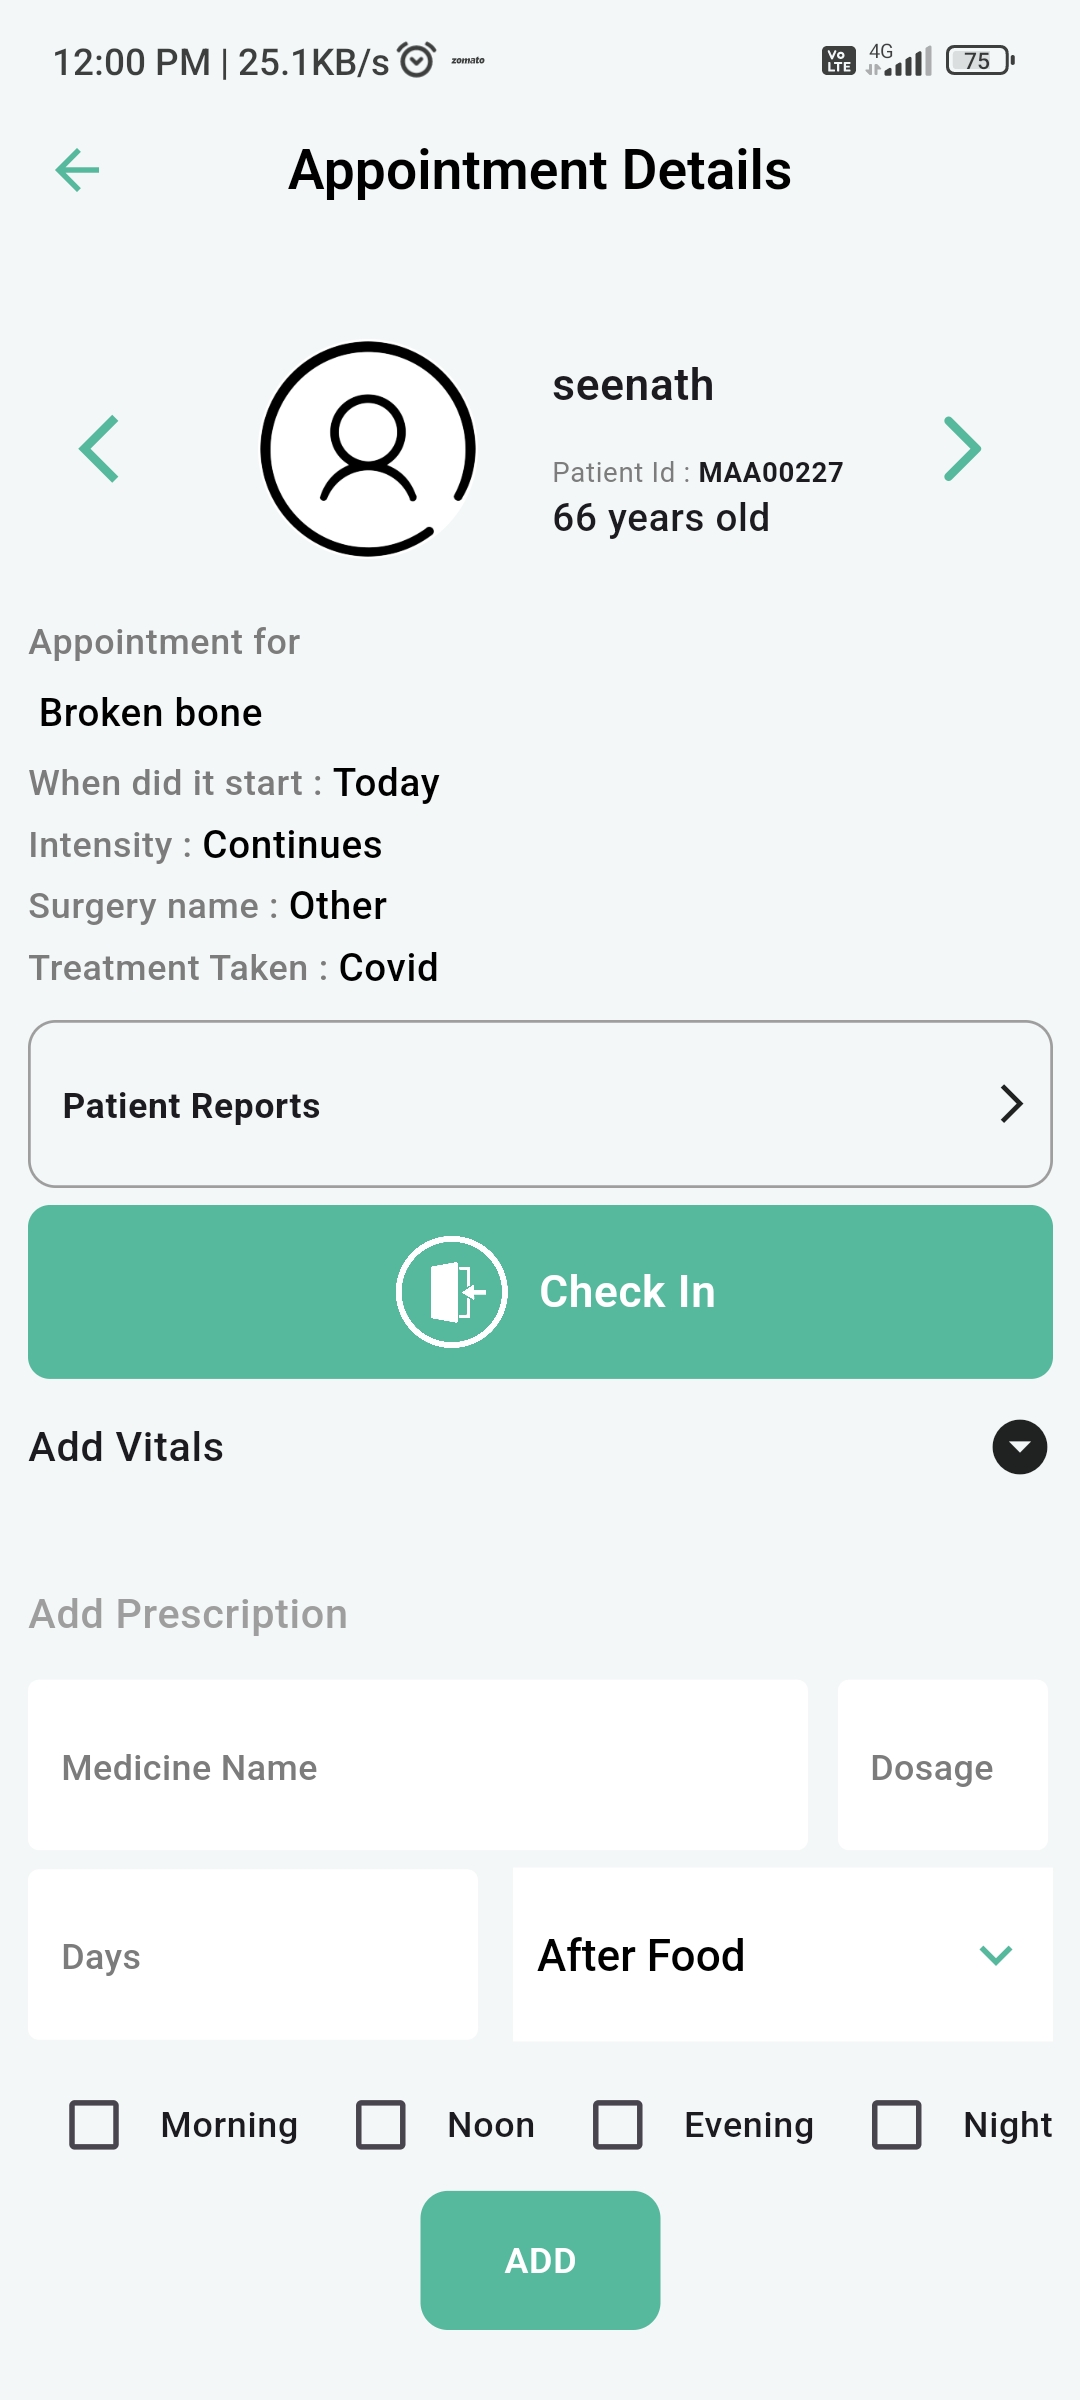 12:00 PM | 25.1KB/s zomato Vo LTE 4G 75
Appointment Details
seenath
Patient Id : MAA00227
66 years old
Appointment for
Broken bone
When did it start : Today
Intensity : Continues
Surgery name : Other
Treatment Taken : Covid
Patient Reports
Check In
Add Vitals
Add Prescription
Medicine Name Dosage
Days After Food
Morning Noon Evening Night
ADD